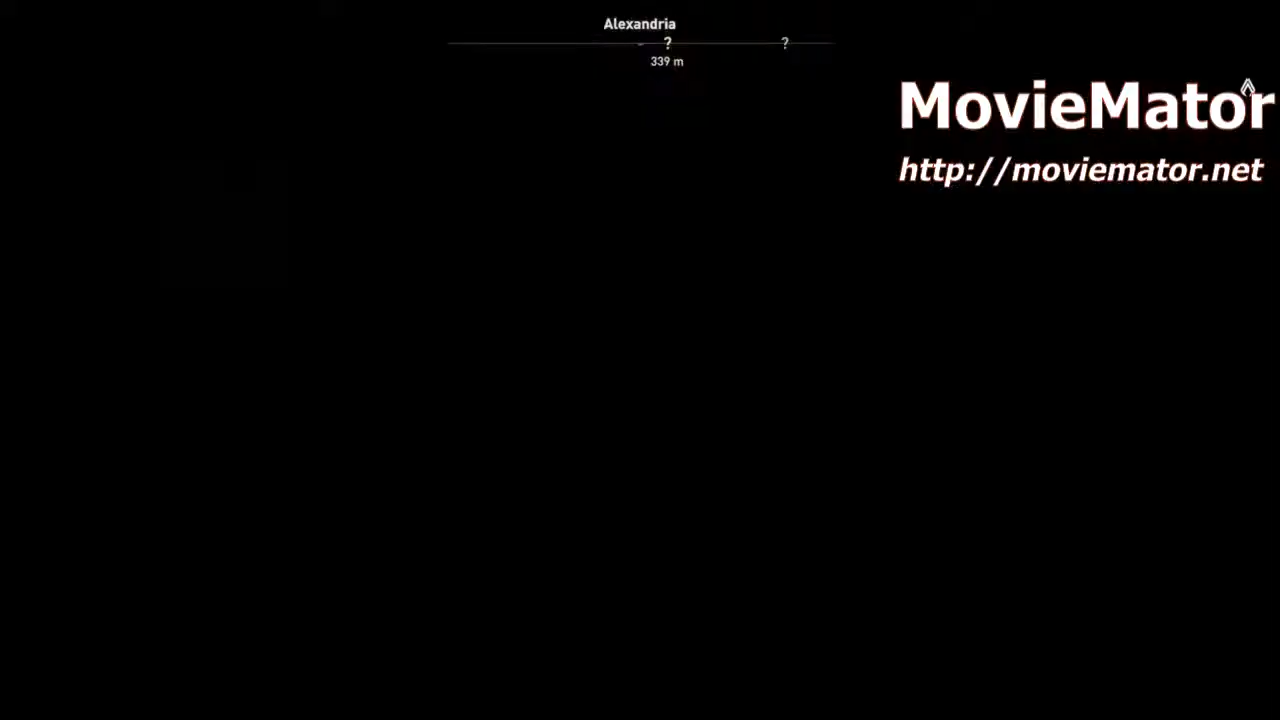 Alexandria
? ?
339 m
MovieMator
http://moviemator.net